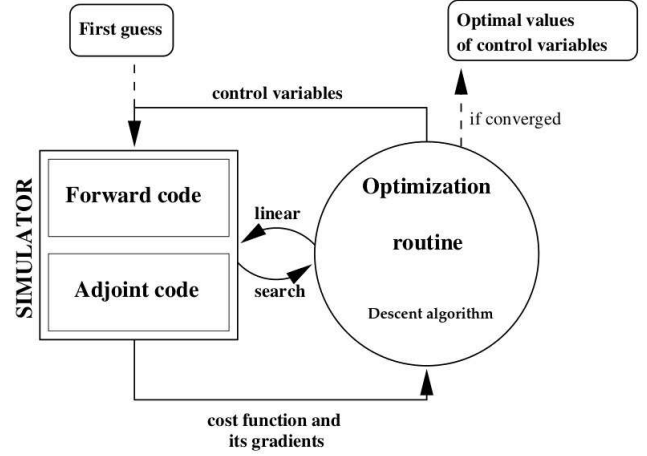 First guess
Optimal values
of control variables
control variables
if converged
SIMULATOR
Forward code
Adjoint code
linear
search
Optimization
routine
Descent algorithm
cost function and
its gradients